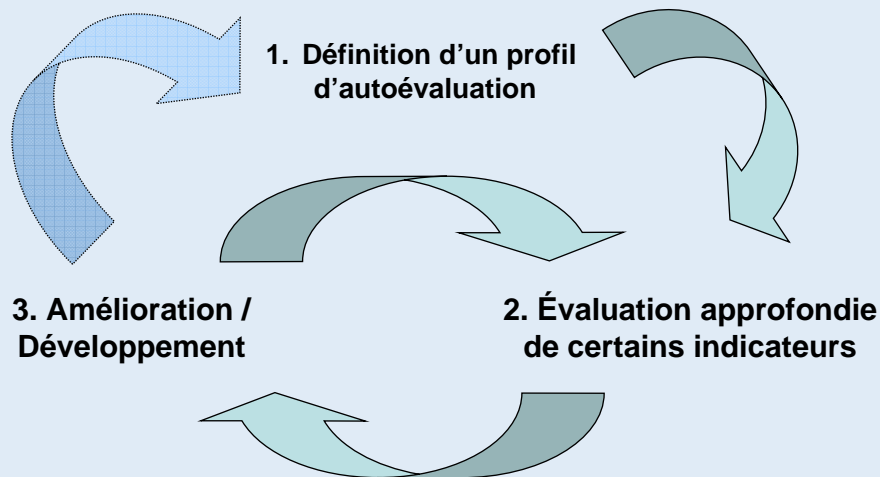 1. Définition d’un profil
d’autoévaluation
3. Amélioration /
Développement
2. Évaluation approfondie
de certains indicateurs